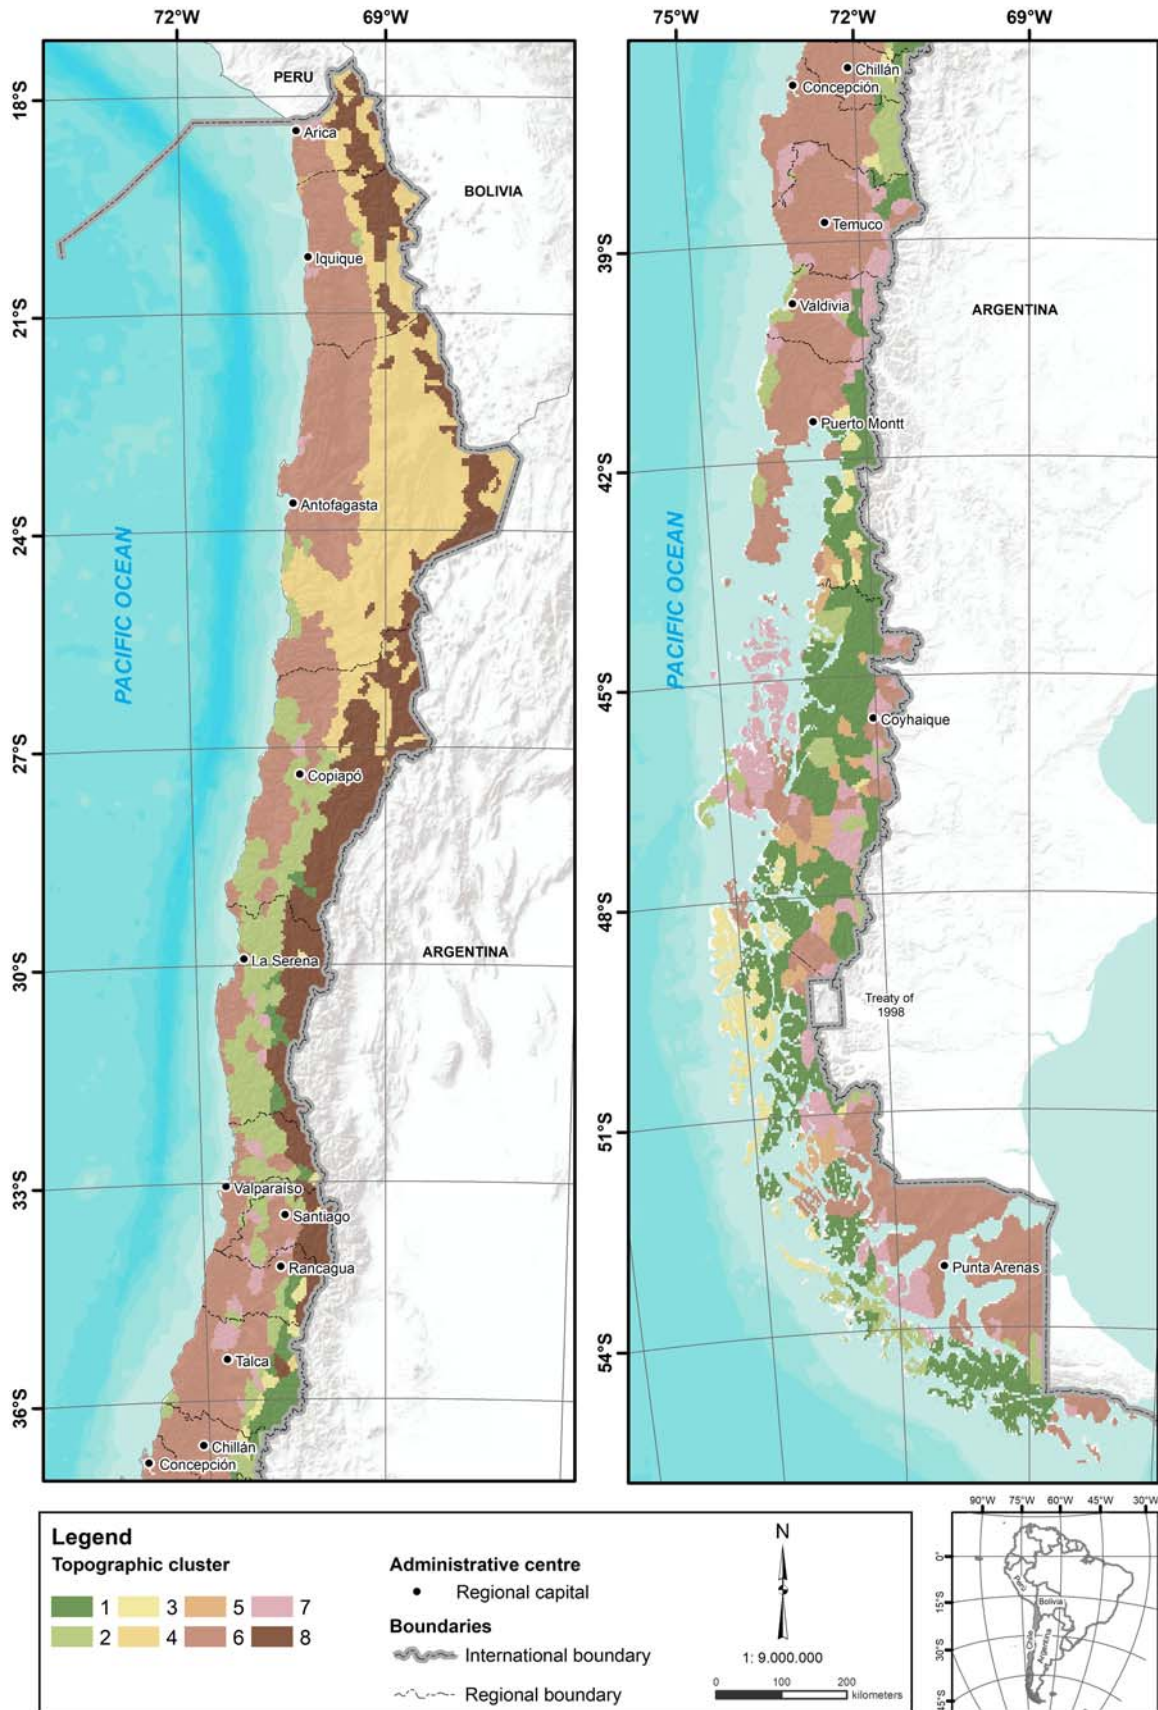 72°W 69°W
75°W 72°W 69°W
18°S
21°S
24°S
27°S
30°S
33°S
36°S
PERU
BOLIVIA
ARGENTINA
PACIFIC OCEAN
Arica
Iquique
Antofagasta
Copiapó
La Serena
Valparaíso
Santiago
Rancagua
Talca
Chillán
Concepción
39°S
42°S
45°S
48°S
51°S
54°S
Chillán
Concepción
Temuco
Valdivia
ARGENTINA
Puerto Montt
PACIFIC OCEAN
Coyhaique
Treaty of
1998
Punta Arenas
Legend
Topographic cluster
1 3 5 7
2 4 6 8
Administrative centre
Regional capital
Boundaries
International boundary
Regional boundary
N
1: 9.000.000
0 100 200
kilometers
90°W 75°W 60°W 45°W 30°W
0°
15°S
30°S
45°S
Perú
Bolivia
Chile
Argentina